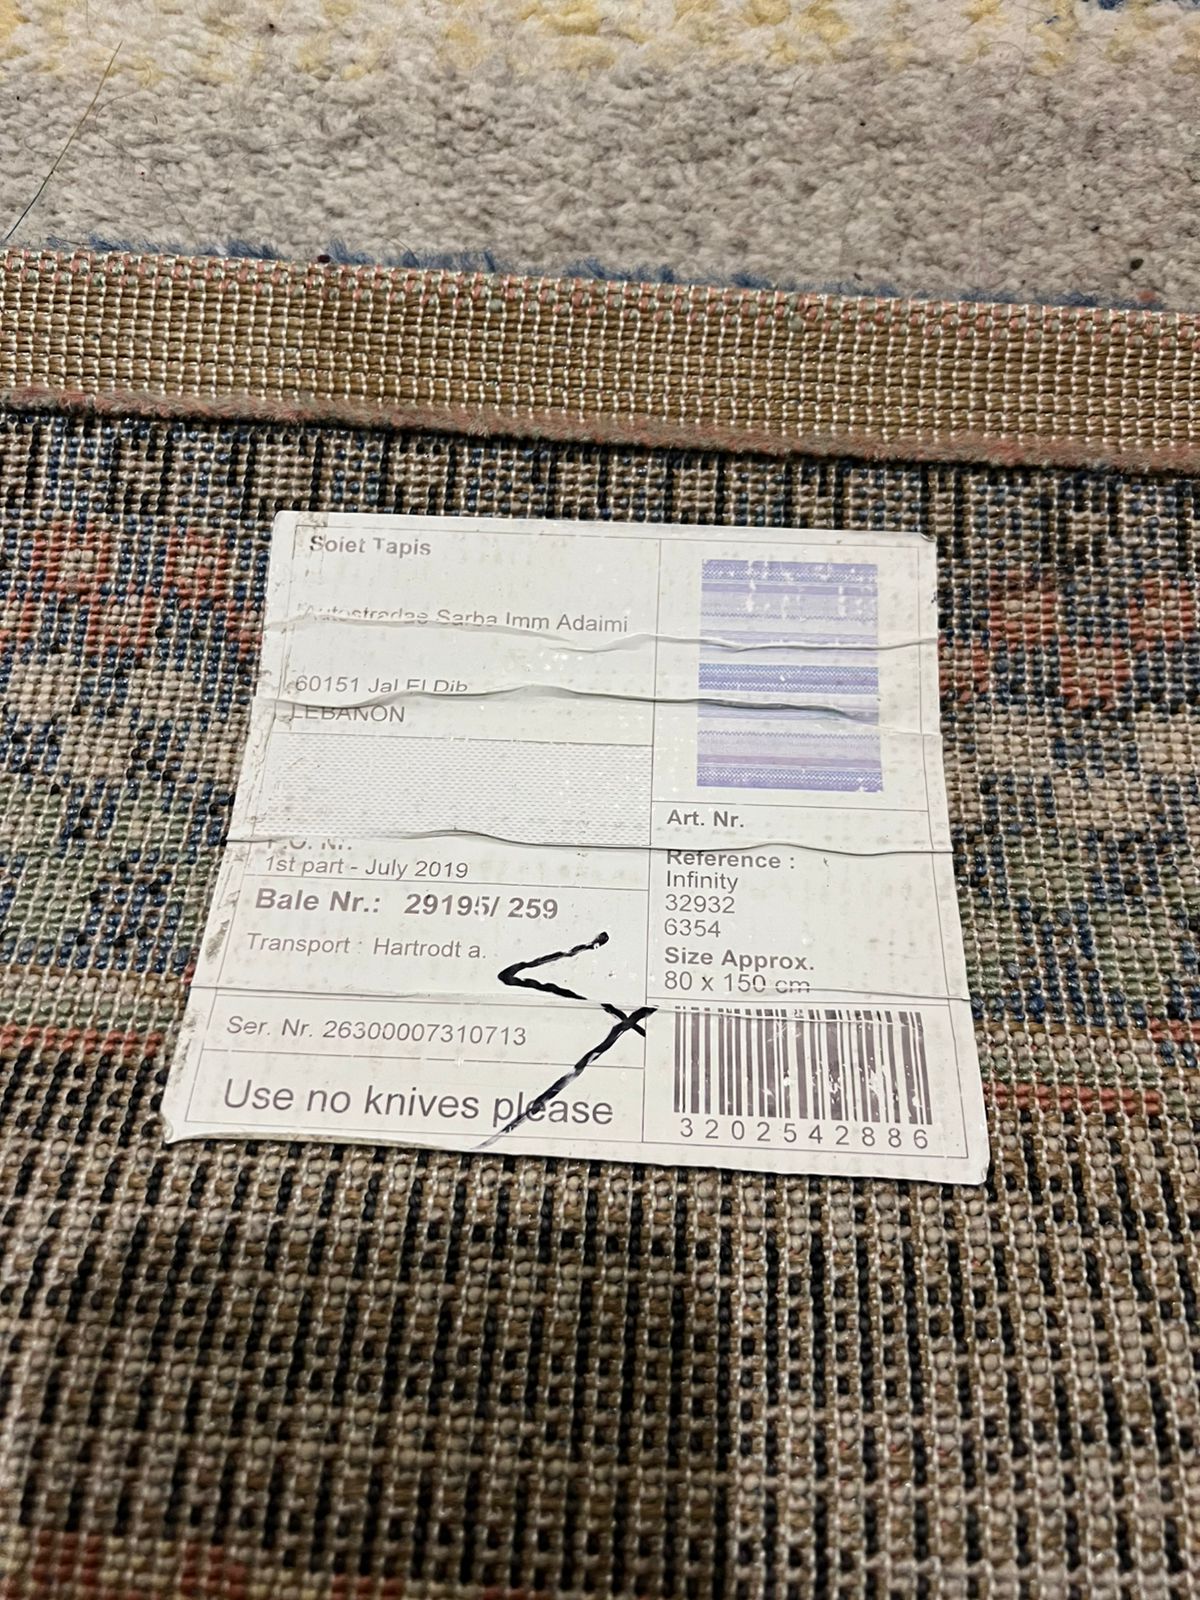 Soiet Tapis
Autostradae Sarba Imm Adaimi
60151 Jal El Dib
LEBANON
P.O. Nr.
1st part - July 2019
Bale Nr.: 29195/ 259
Transport : Hartrodt a.
Ser. Nr. 26300007310713
Use no knives please
Art. Nr.
Reference :
Infinity
32932
6354
Size Approx.
80 x 150 cm
3202542886